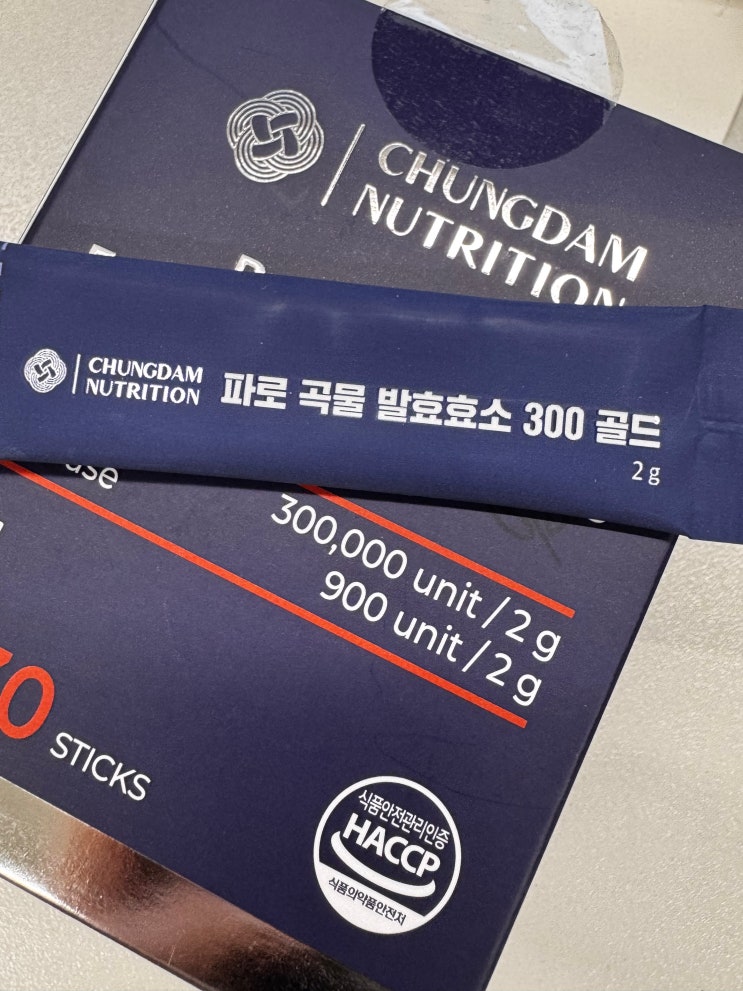 CHUNGDAM
NUTRITION
CHUNGDAM
NUTRITION
파로 곡물 발효효소 300 골드
2 g
300,000 unit / 2 g
900 unit / 2 g
STICKS
식품안전관리인증
HACCP
식품의약품안전처